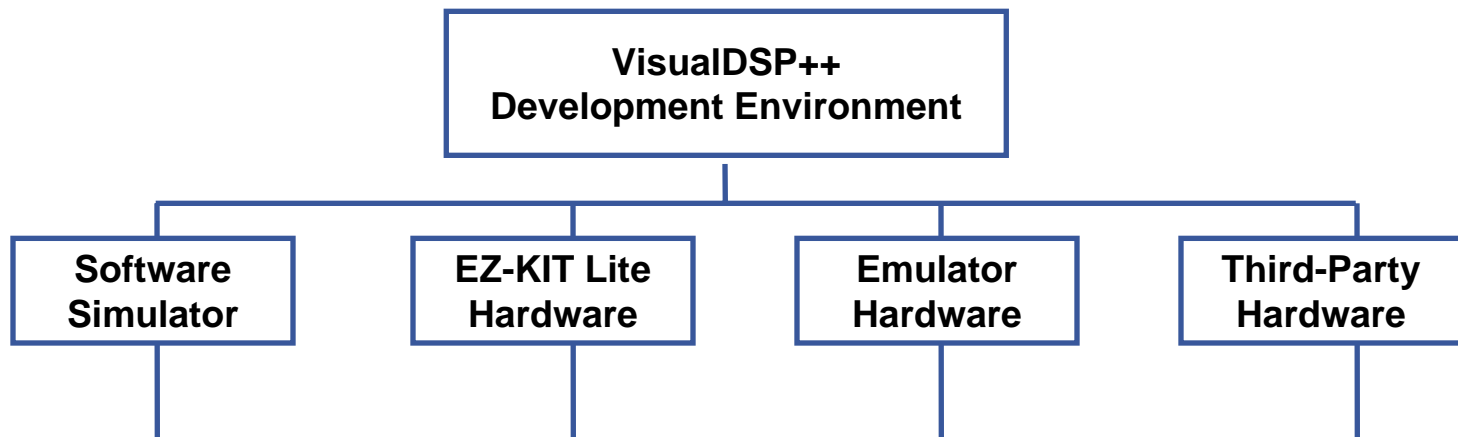 VisualDSP++
Development Environment
Software
Simulator
EZ-KIT Lite
Hardware
Emulator
Hardware
Third-Party
Hardware